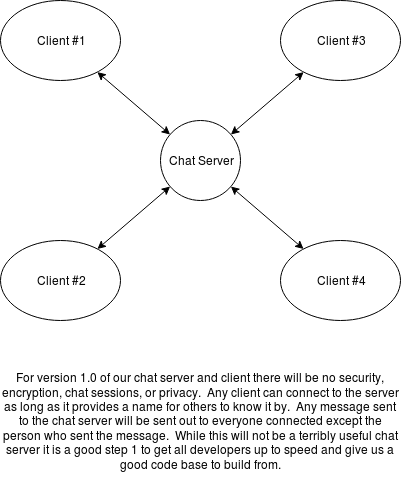 Client #1
Client #3
Chat Server
Client #2
Client #4
For version 1.0 of our chat server and client there will be no security,
encryption, chat sessions, or privacy.  Any client can connect to the server
as long as it provides a name for others to know it by.  Any message sent
to the chat server will be sent out to everyone connected except the
person who sent the message.  While this will not be a terribly useful chat
server it is a good step 1 to get all developers up to speed and give us a
good code base to build from.